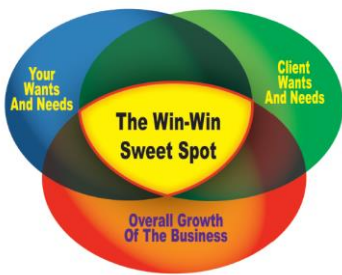 Your
Wants
And Needs
Client
Wants
And Needs
The Win-Win
Sweet Spot
Overall Growth
Of The Business